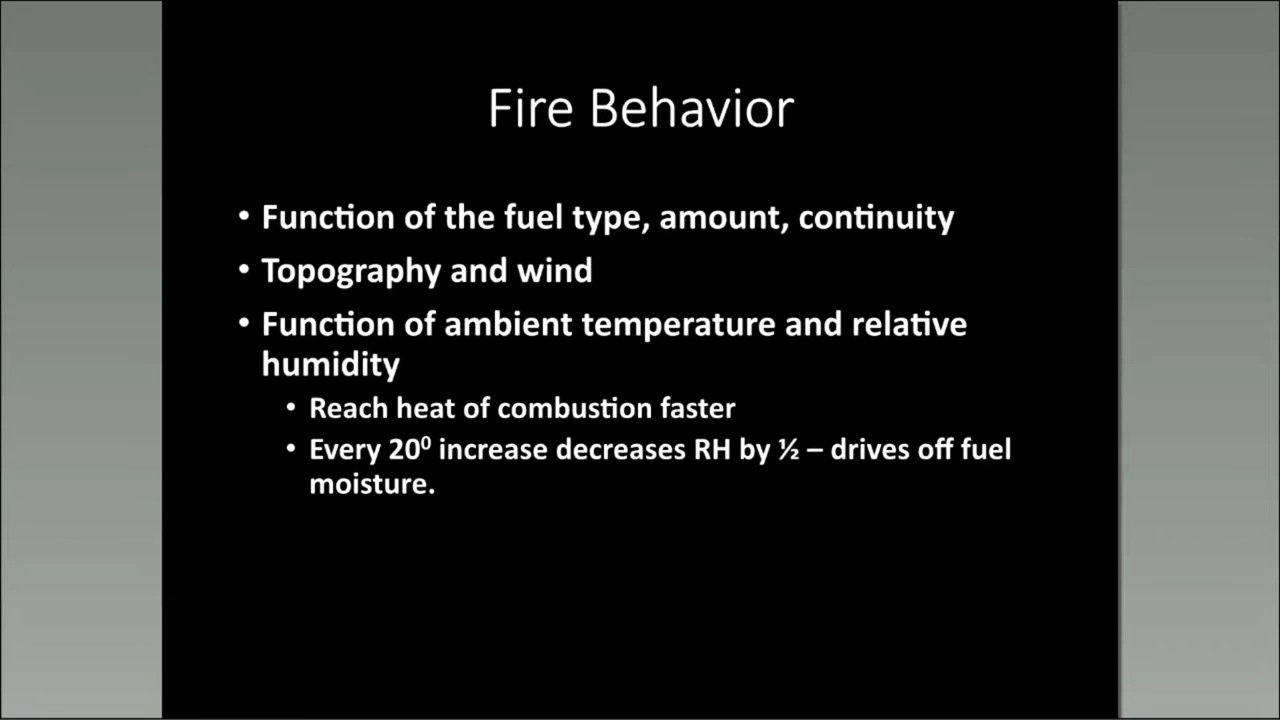 Fire Behavior
• Function of the fuel type, amount, continuity
• Topography and wind
• Function of ambient temperature and relative
humidity
• Reach heat of combustion faster
• Every 20⁰ increase decreases RH by ½ – drives off fuel
moisture.